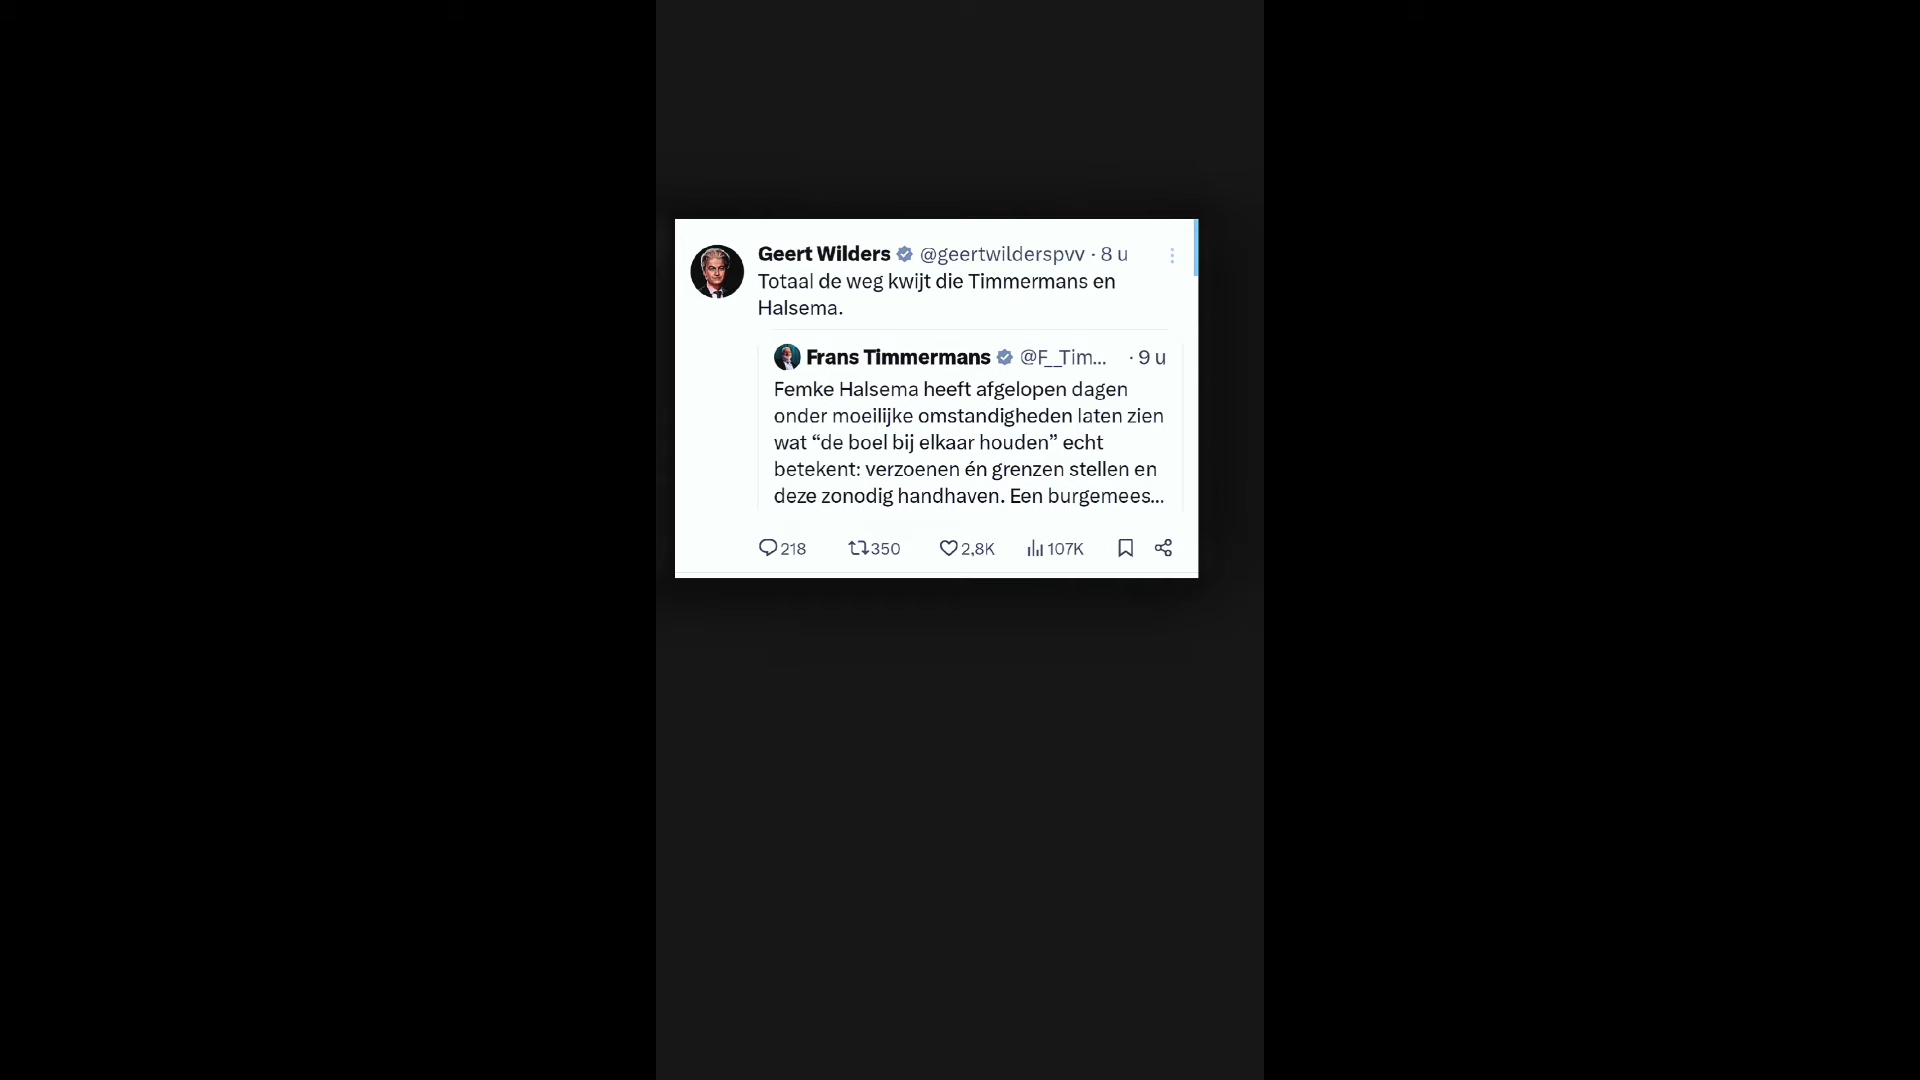 Geert Wilders @geertwilderspvv · 8 u
Totaal de weg kwijt die Timmermans en
Halsema.
Frans Timmermans @F__Tim... · 9 u
Femke Halsema heeft afgelopen dagen
onder moeilijke omstandigheden laten zien
wat “de boel bij elkaar houden” echt
betekent: verzoenen én grenzen stellen en
deze zonodig handhaven. Een burgemees...
218 350 2,8K 107K